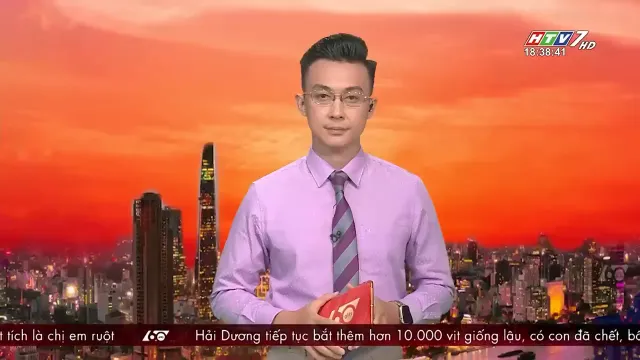 HTV7 HD
18:38:41
t tích là chị em ruột 60 Hải Dương tiếp tục bắt thêm hơn 10.000 vịt giống lậu, có con đã chết, b